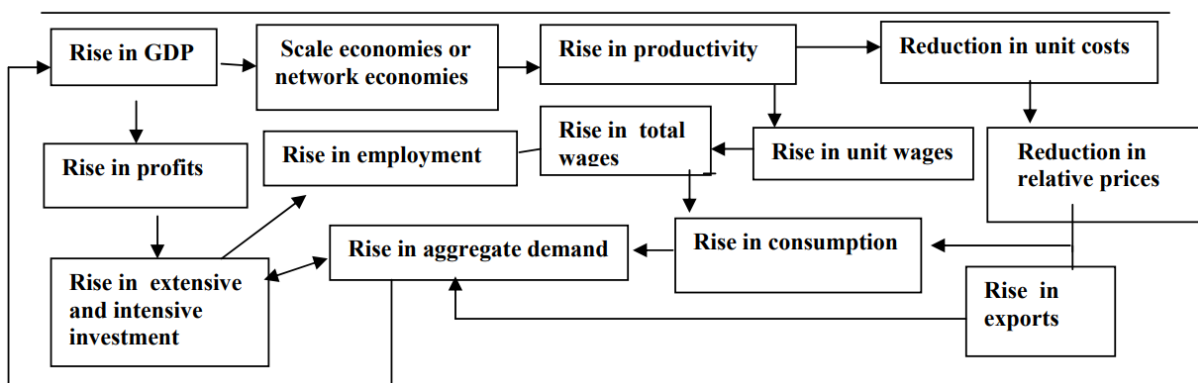 Rise in GDP
Scale economies or
network economies
Rise in productivity
Reduction in unit costs
Rise in profits
Rise in employment
Rise in total
wages
Rise in unit wages
Reduction in
relative prices
Rise in extensive
and intensive
investment
Rise in aggregate demand
Rise in consumption
Rise in
exports